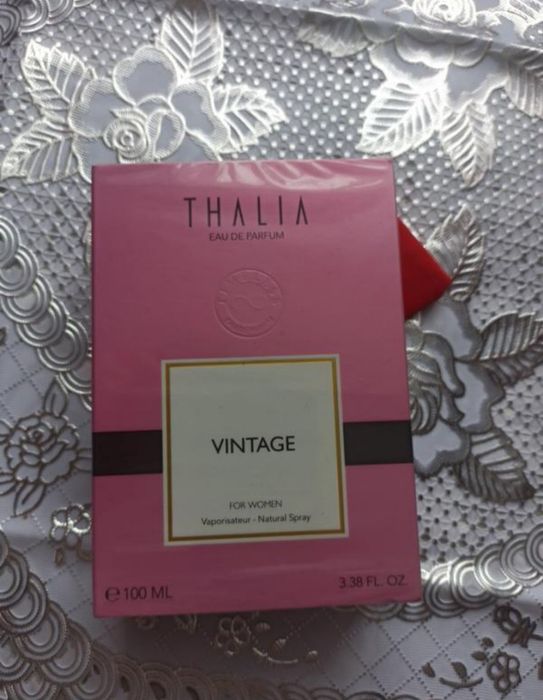 THALIA
EAU DE PARFUM
VINTAGE
FOR WOMEN
Vaporisateur - Natural Spray
℮ 100 ML
3.38 FL. OZ.